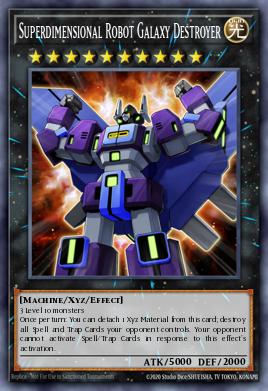 Superdimensional Robot Galaxy Destroyer
LIGHT
光
[Machine/Xyz/Effect]
3 Level 10 monsters
Once per turn: You can detach 1 Xyz Material from this card; destroy
all Spell and Trap Cards your opponent controls. Your opponent
cannot activate Spell/Trap Cards in response to this effect's
activation.
ATK/5000 DEF/2000
Replica - Not For Use in Sanctioned Tournaments
©2020 Studio Dice/SHUEISHA, TV TOKYO, KONAMI